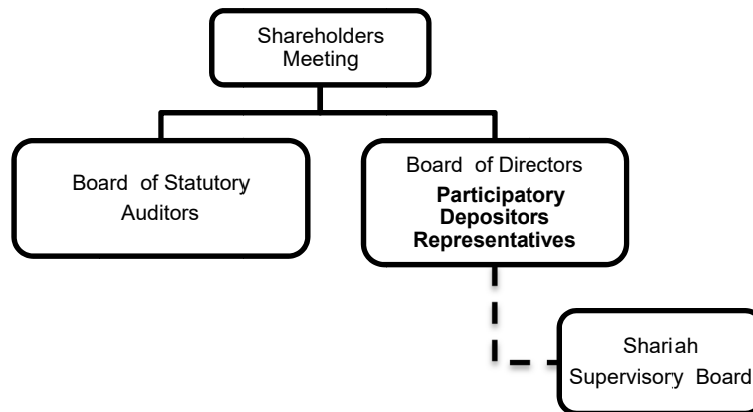 Shareholders
Meeting
Board of Statutory
Auditors
Board of Directors
Participatory
Depositors
Representatives
Shariah
Supervisory Board